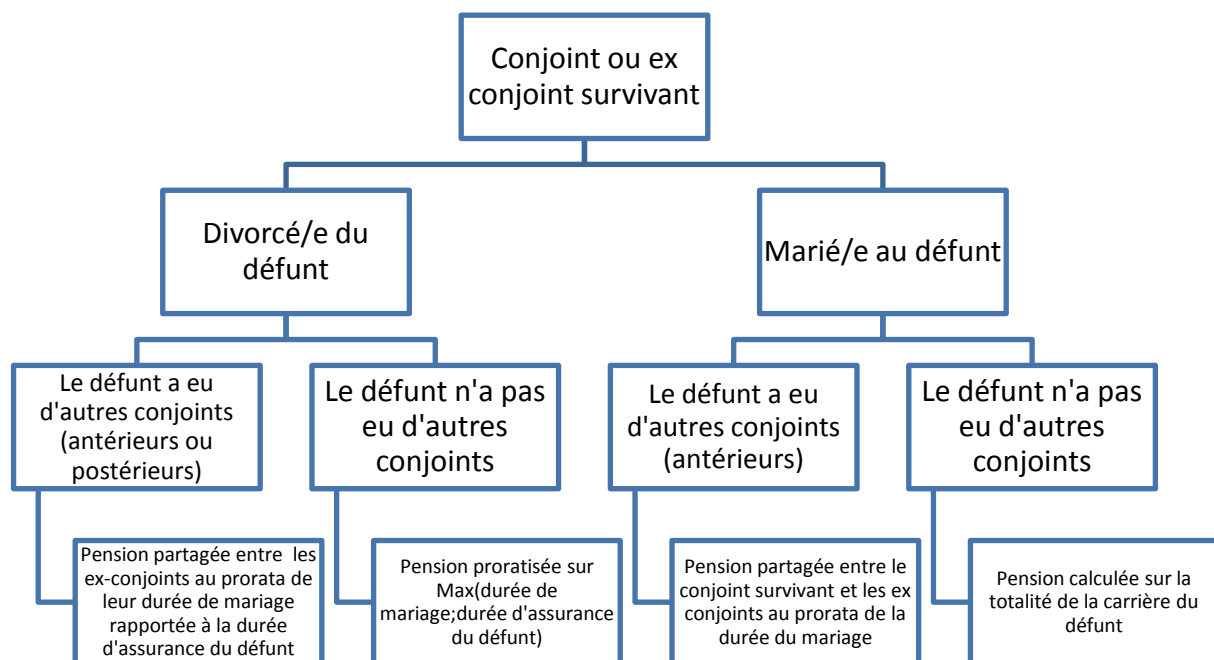 Conjoint ou ex
conjoint survivant
Divorcé/e du
défunt
Marié/e au défunt
Le défunt a eu
d'autres conjoints
(antérieurs ou
postérieurs)
Le défunt n'a pas
eu d'autres
conjoints
Le défunt a eu
d'autres conjoints
(antérieurs)
Le défunt n'a pas
eu d'autres
conjoints
Pension partagée entre les
ex-conjoints au prorata de
leur durée de mariage
rapportée à la durée
d'assurance du défunt
Pension proratisée sur
Max(durée de
mariage;durée d'assurance
du défunt)
Pension partagée entre le
conjoint survivant et les ex
conjoints au prorata de la
durée du mariage
Pension calculée sur la
totalité de la carrière du
défunt